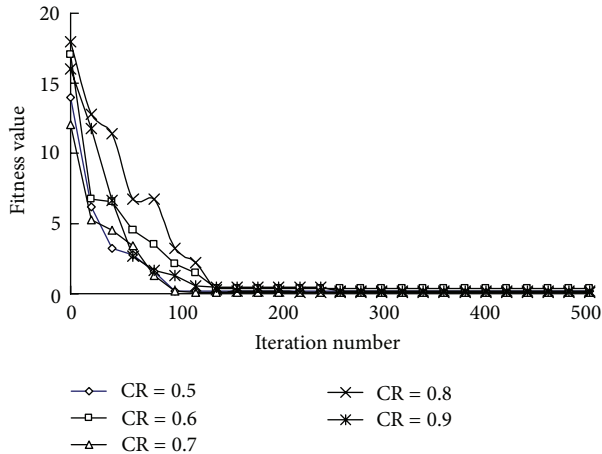 20
15
10
5
0
Fitness value
0 100 200 300 400 500
Iteration number
CR = 0.5
CR = 0.6
CR = 0.7
CR = 0.8
CR = 0.9